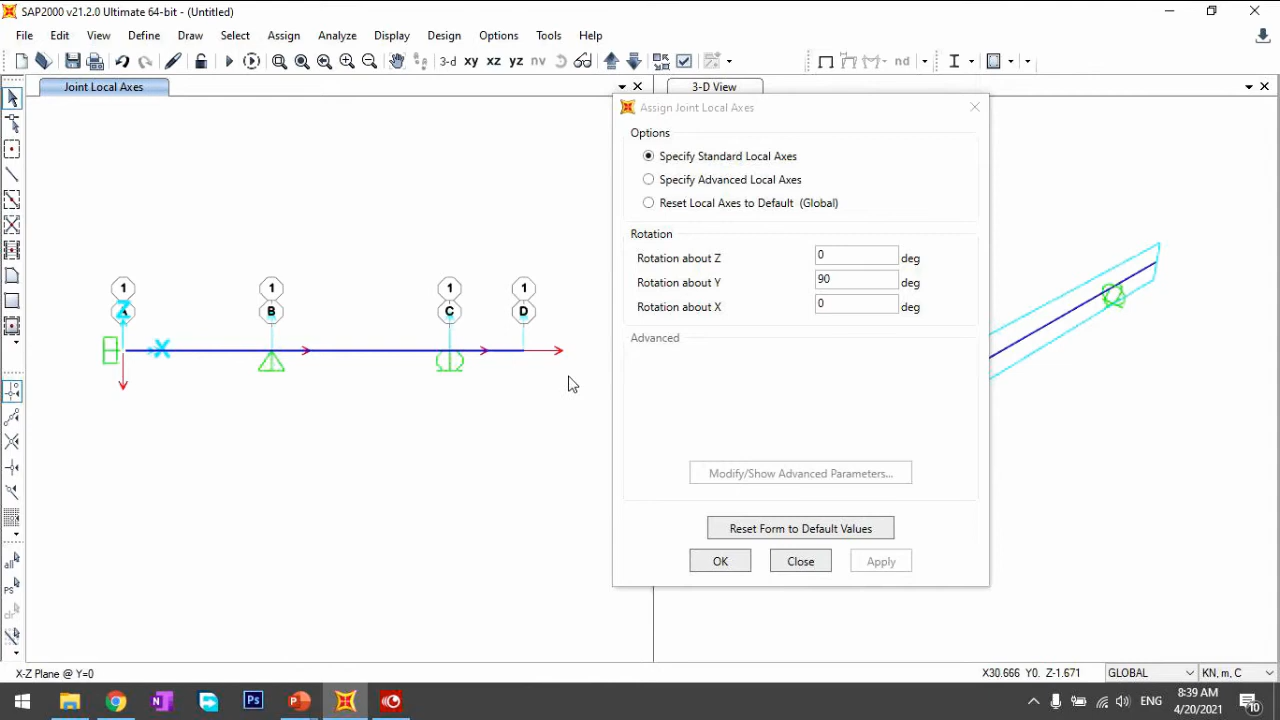 SAP2000 v21.2.0 Ultimate 64-bit - (Untitled)
File Edit View Define Draw Select Assign Analyze Display Design Options Tools Help
3-d xy xz yz nv nd
Joint Local Axes
3-D View
Assign Joint Local Axes
Options
Specify Standard Local Axes
Specify Advanced Local Axes
Reset Local Axes to Default (Global)
Rotation
Rotation about Z 0 deg
Rotation about Y 90 deg
Rotation about X 0 deg
Advanced
Modify/Show Advanced Parameters...
Reset Form to Default Values
OK Close Apply
1 1 1 1
A B C D
Z
X
all
PS
clr
X-Z Plane @ Y=0
X30.666 Y0. Z-1.671
GLOBAL
KN, m, C
Ps
ENG
8:39 AM
4/20/2021
10